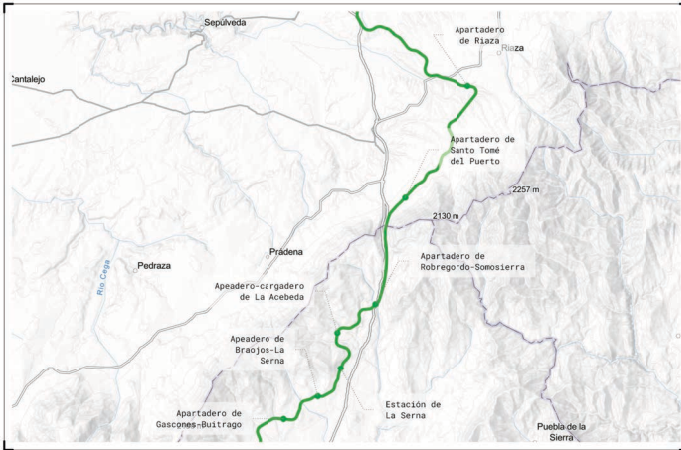 Sepúlveda
Apartadero
de Riaza
Riaza
Cantalejo
Apartadero de
Santo Tomé
del Puerto
2257 m
2130 m
Prádena
Pedraza
Río Cega
Apartadero de
Robregordo-Somosierra
Apeadero-cargadero
de La Acebeda
Apeadero de
Braojos-La
Serna
Estación de
La Serna
Apartadero de
Gascones-Buitrago
Puebla de la
Sierra